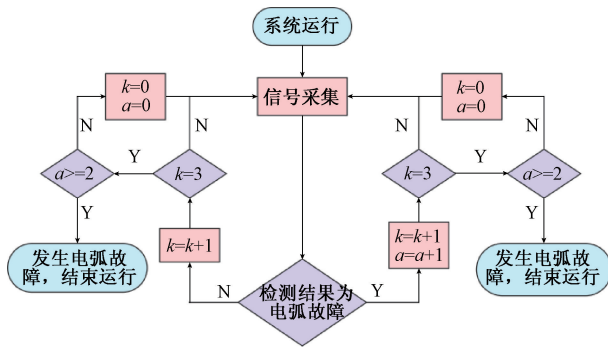 系统运行
k=0
a=0
信号采集
k=0
a=0
N
N
N
N
a>=2
Y
k=3
k=3
Y
a>=2
Y
Y
k=k+1
k=k+1
a=a+1
发生电弧故
障，结束运行
发生电弧故
障，结束运行
N
检测结果为
电弧故障
Y